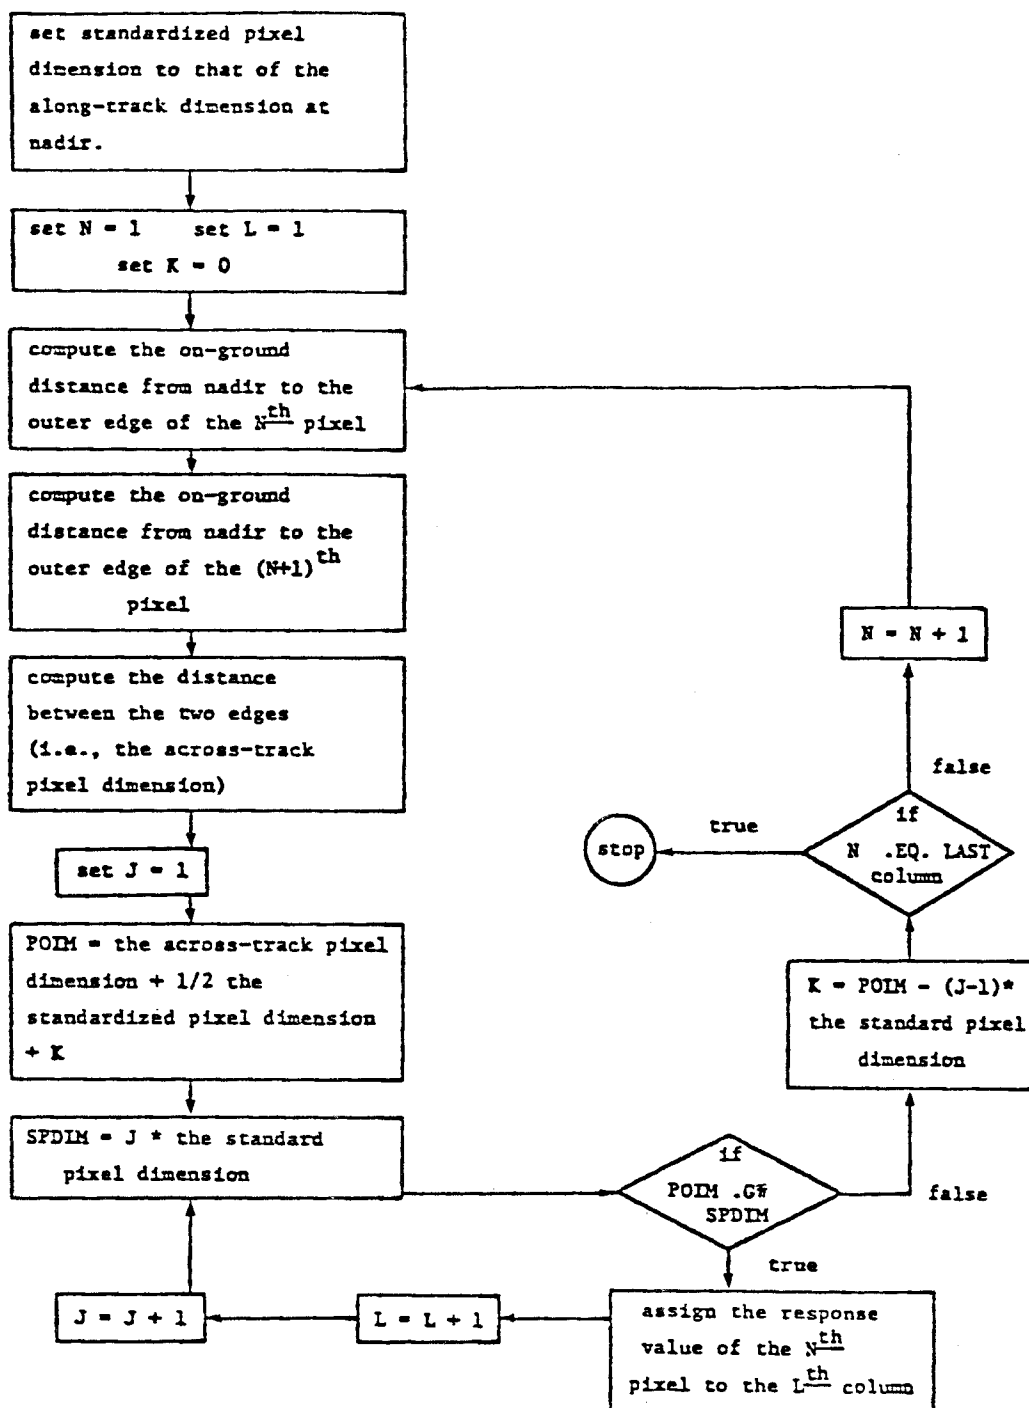 set standardized pixel
dimension to that of the
along-track dimension at
nadir.
set N = 1 set L = 1
set K = 0
compute the on-ground
distance from nadir to the
outer edge of the Nth pixel
compute the on-ground
distance from nadir to the
outer edge of the (N+1)th
pixel
compute the distance
between the two edges
(i.e., the across-track
pixel dimension)
set J = 1
PDIM = the across-track pixel
dimension + 1/2 the
standardized pixel dimension
+ K
SPDIM = J * the standard
pixel dimension
if
PDIM
SPDIM
true
false
assign the response
value of the Nth
pixel to the Lth column
L = L + 1
J = J + 1
K = PDIM - (J-1)*
the standard pixel
dimension
if
N .EQ. LAST
column
true
stop
false
N = N + 1